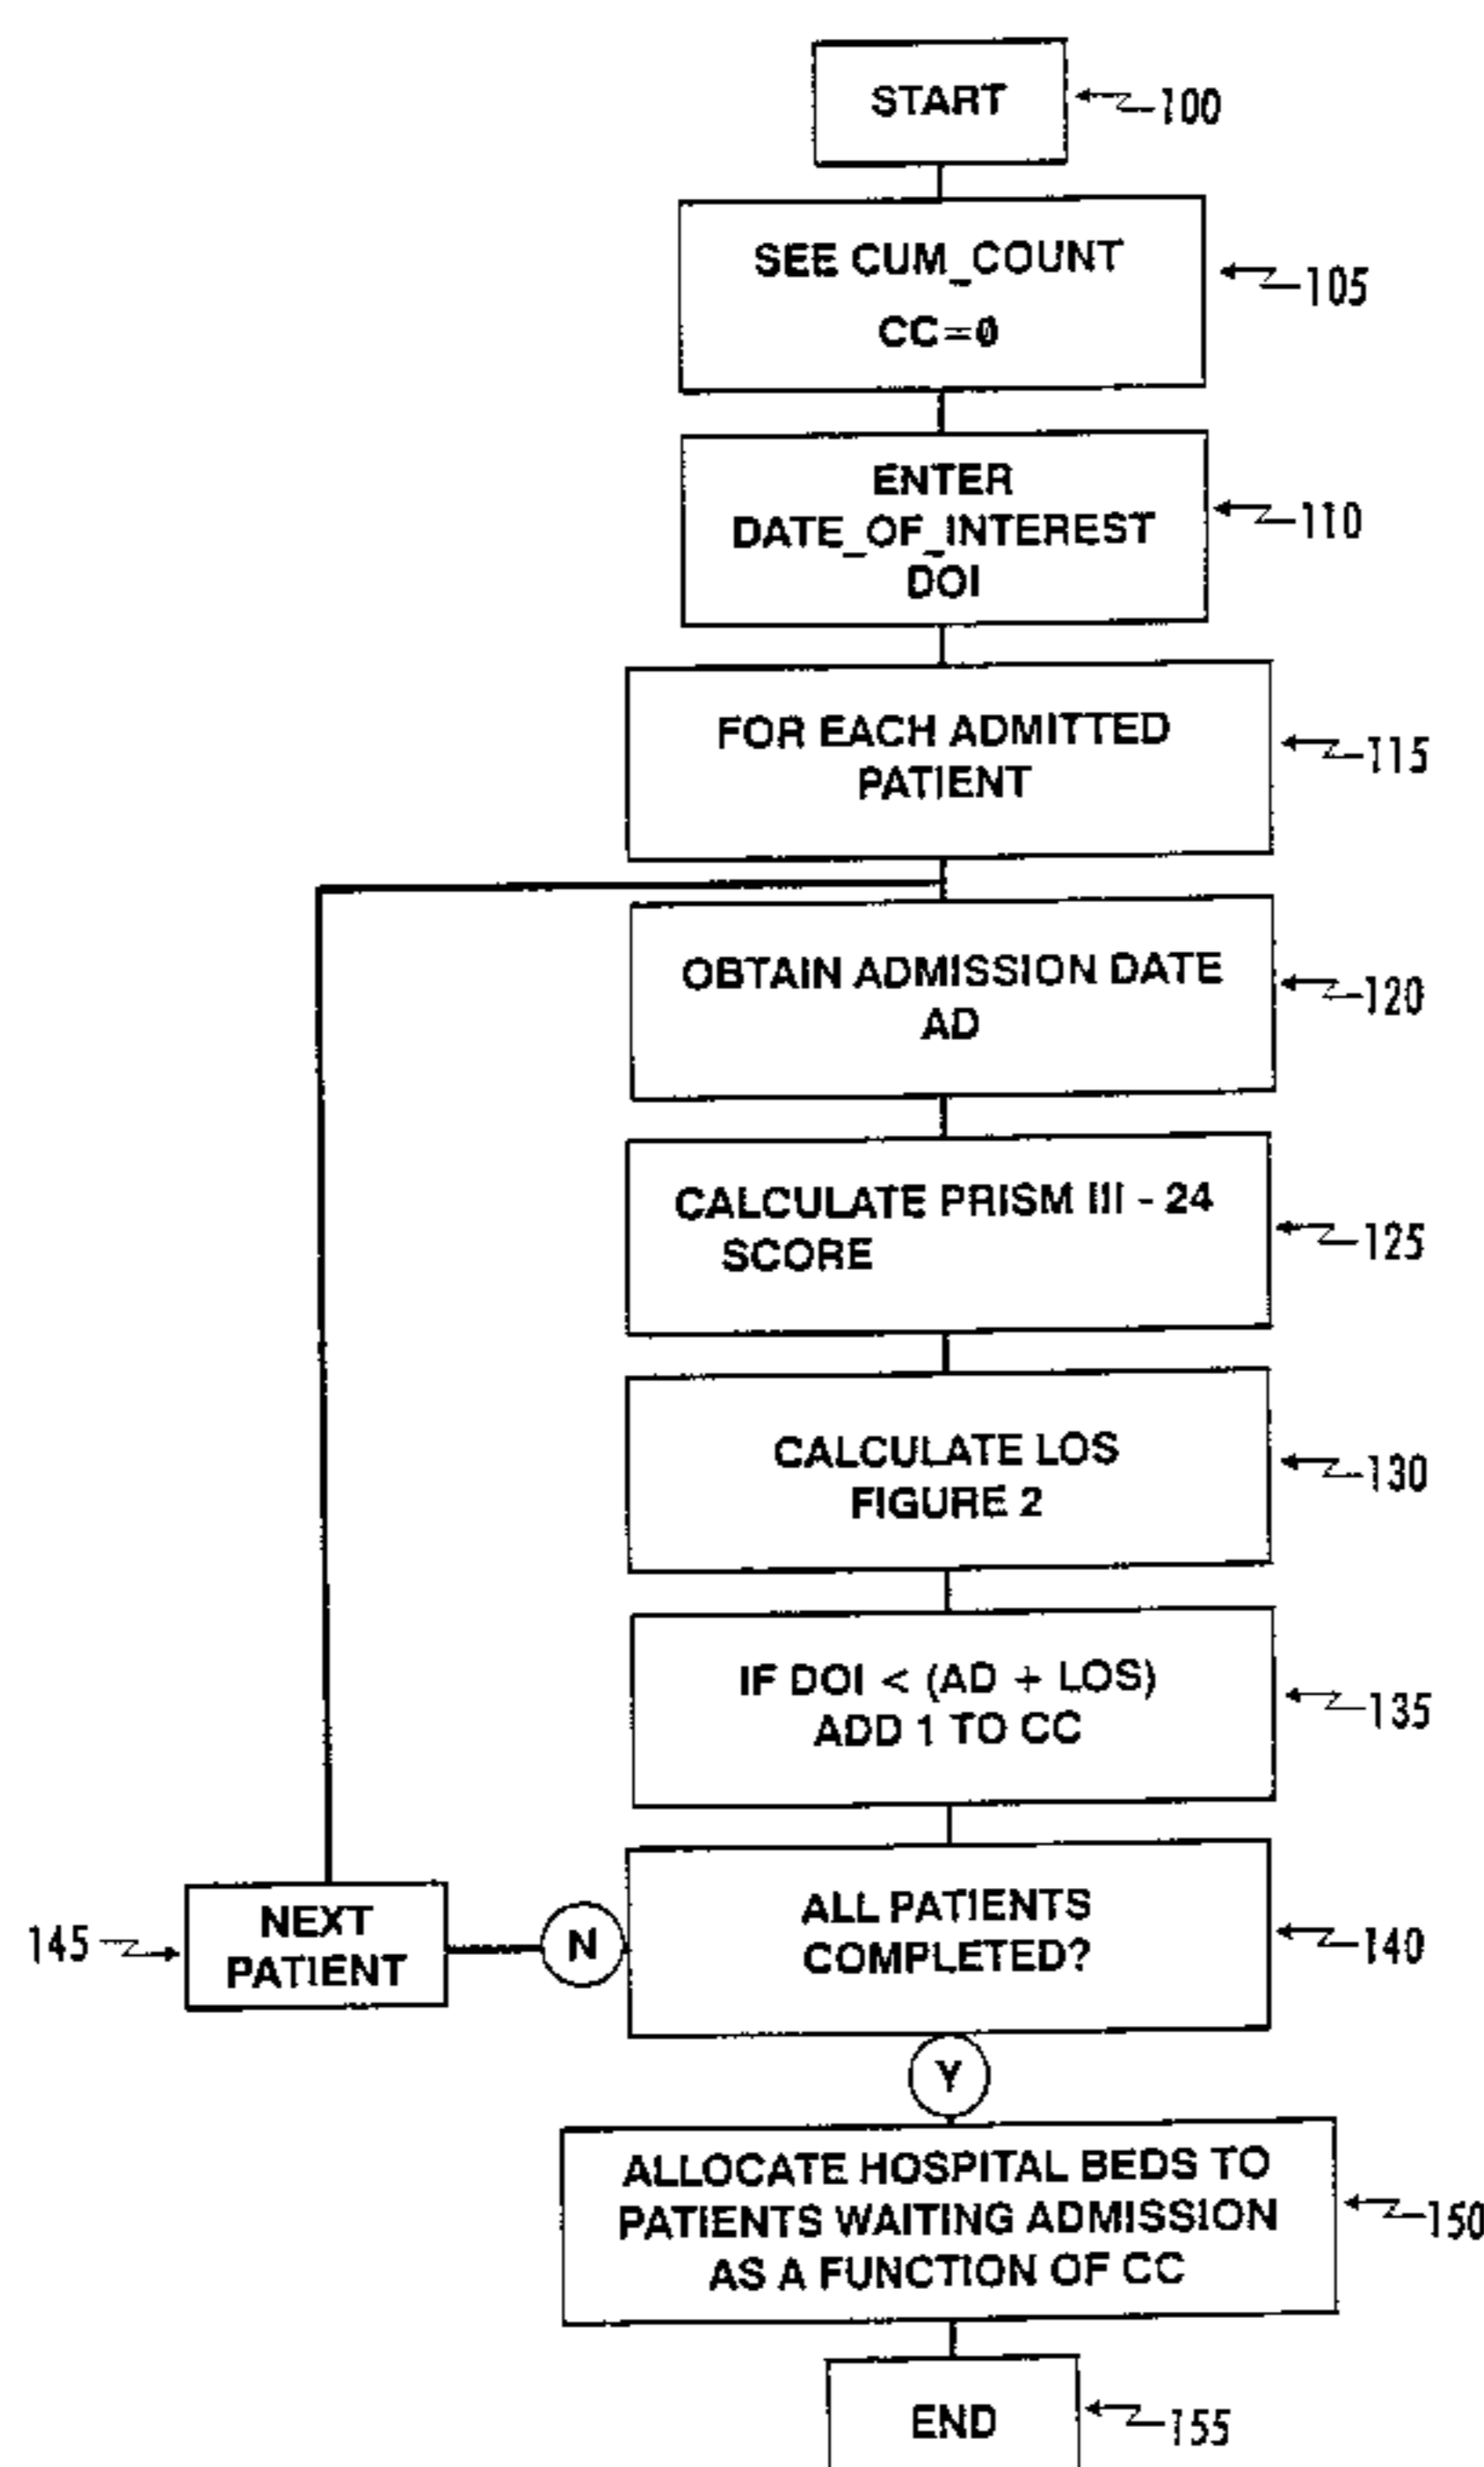 START
100
SEE CUM_COUNT
CC=0
105
ENTER
DATE_OF_INTEREST
DOI
110
FOR EACH ADMITTED
PATIENT
115
OBTAIN ADMISSION DATE
AD
120
CALCULATE PRISM III - 24
SCORE
125
CALCULATE LOS
FIGURE 2
130
IF DOI < (AD + LOS)
ADD 1 TO CC
135
ALL PATIENTS
COMPLETED?
140
N
NEXT
PATIENT
145
Y
ALLOCATE HOSPITAL BEDS TO
PATIENTS WAITING ADMISSION
AS A FUNCTION OF CC
150
END
155